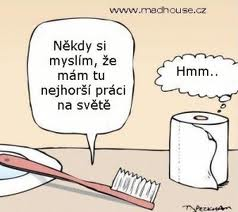 www.madhouse.cz
Někdy si
myslím, že
mám tu
nejhorší práci
na světě
Hmm..